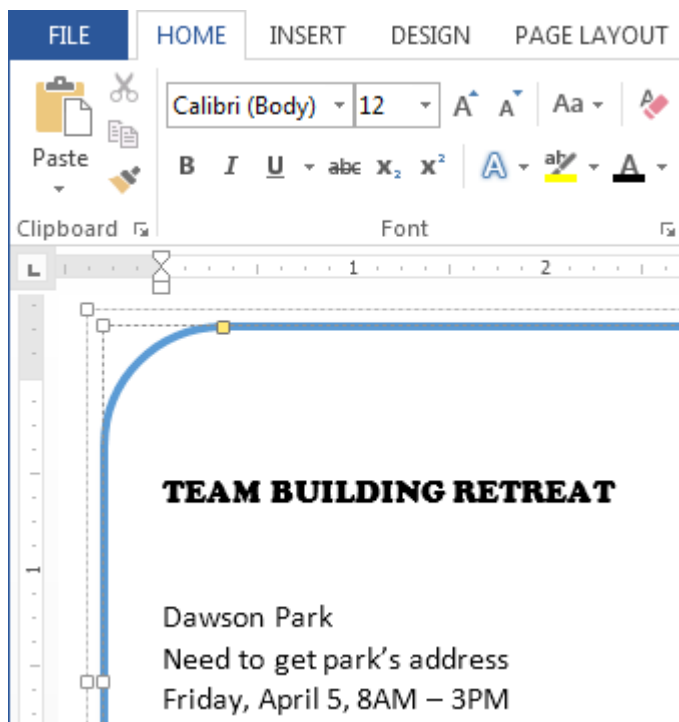 FILE HOME INSERT DESIGN PAGE LAYOUT
Calibri (Body) 12 A A Aa
Paste B I U abc X₂ X² A ab A
Clipboard Font
L 1 2
TEAM BUILDING RETREAT
1
Dawson Park
Need to get park's address
Friday, April 5, 8AM – 3PM